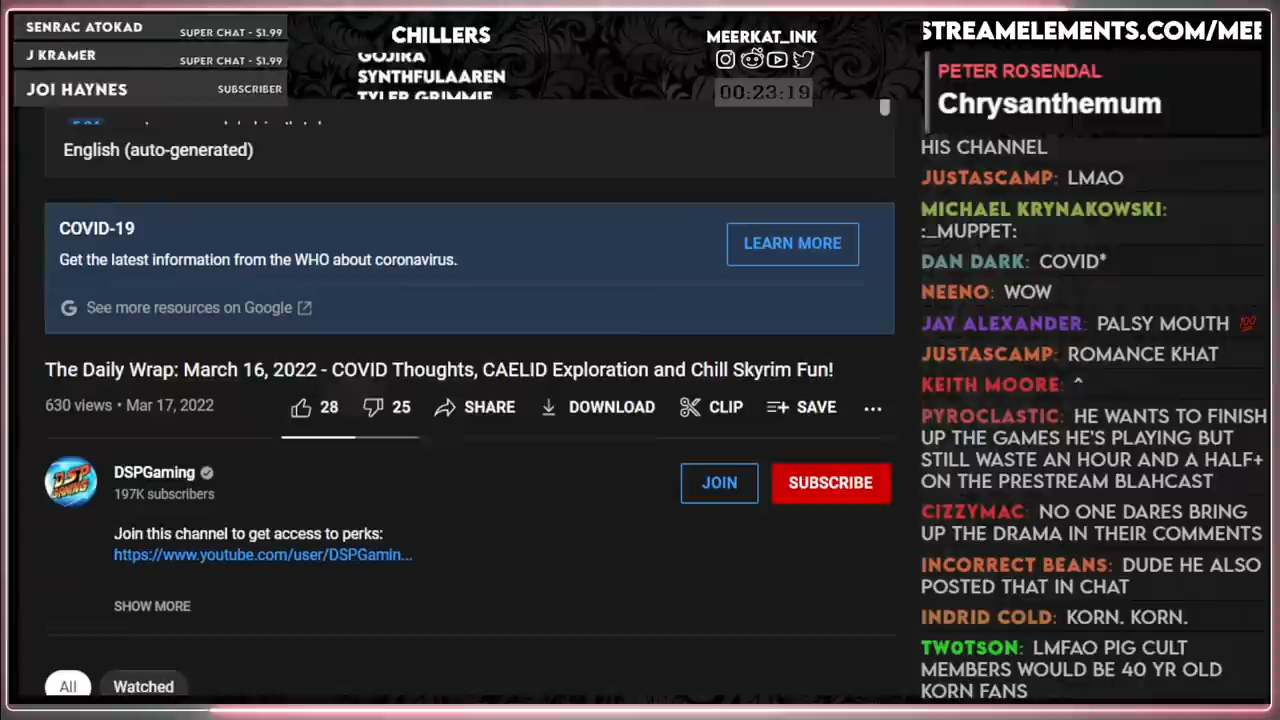 SENRAC ATOKAD SUPER CHAT - $1.99
J KRAMER SUPER CHAT - $1.99
JOI HAYNES SUBSCRIBER
CHILLERS
GOJIRA
SYNTHFULAAREN
TYLER GRIMMIE
MEERKAT_INK
00:23:19
English (auto-generated)
COVID-19
Get the latest information from the WHO about coronavirus.
LEARN MORE
See more resources on Google
The Daily Wrap: March 16, 2022 - COVID Thoughts, CAELID Exploration and Chill Skyrim Fun!
630 views • Mar 17, 2022 28 25 SHARE DOWNLOAD CLIP SAVE ...
DSP GAMING
DSPGaming
197K subscribers
JOIN SUBSCRIBE
Join this channel to get access to perks:
https://www.youtube.com/user/DSPGamin...
SHOW MORE
All Watched
STREAMELEMENTS.COM/MEE
PETER ROSENDAL
Chrysanthemum
HIS CHANNEL
JUSTASCAMP: LMAO
MICHAEL KRYNAKOWSKI:
:_MUPPET:
DAN DARK: COVID*
NEENO: WOW
JAY ALEXANDER: PALSY MOUTH 💯
JUSTASCAMP: ROMANCE KHAT
KEITH MOORE: ^
PYROCLASTIC: HE WANTS TO FINISH
UP THE GAMES HE'S PLAYING BUT
STILL WASTE AN HOUR AND A HALF+
ON THE PRESTREAM BLAHCAST
CIZZYMAC: NO ONE DARES BRING
UP THE DRAMA IN THEIR COMMENTS
INCORRECT BEANS: DUDE HE ALSO
POSTED THAT IN CHAT
INDRID COLD: KORN. KORN.
TWOTSON: LMFAO PIG CULT
MEMBERS WOULD BE 40 YR OLD
KORN FANS